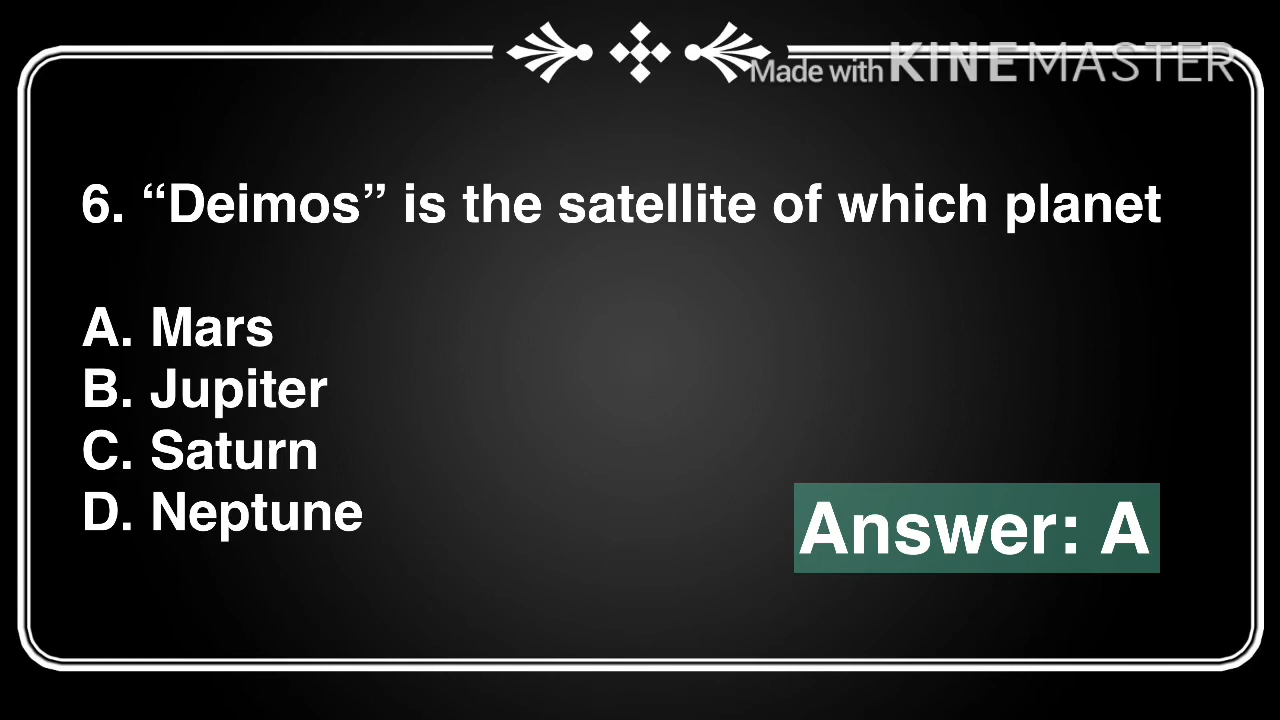 Made with KINEMASTER
6. “Deimos” is the satellite of which planet
A. Mars
B. Jupiter
C. Saturn
D. Neptune
Answer: A